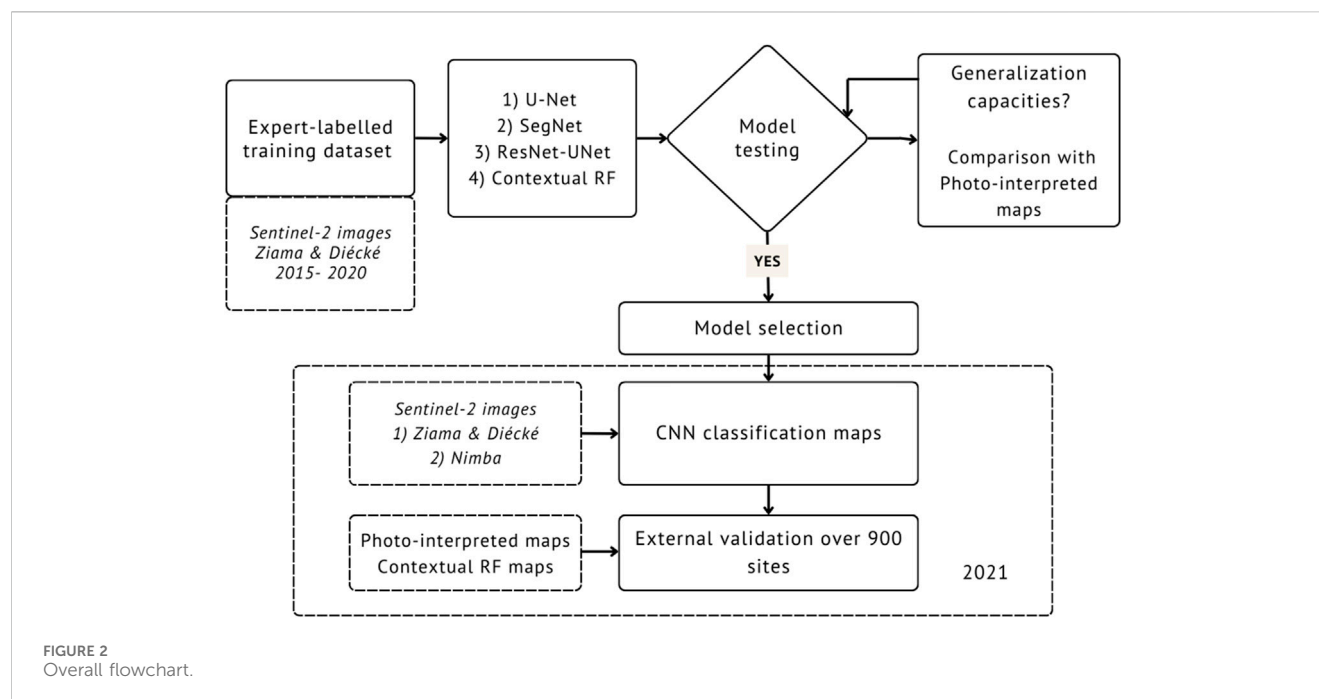 Expert-labelled
training dataset
Sentinel-2 images
Ziama & Diécké
2015- 2020
1) U-Net
2) SegNet
3) ResNet-UNet
4) Contextual RF
Model
testing
Generalization
capacities?
Comparison with
Photo-interpreted
maps
YES
Model selection
Sentinel-2 images
1) Ziama & Diécké
2) Nimba
CNN classification maps
Photo-interpreted maps
Contextual RF maps
External validation over 900
sites
2021
FIGURE 2
Overall flowchart.